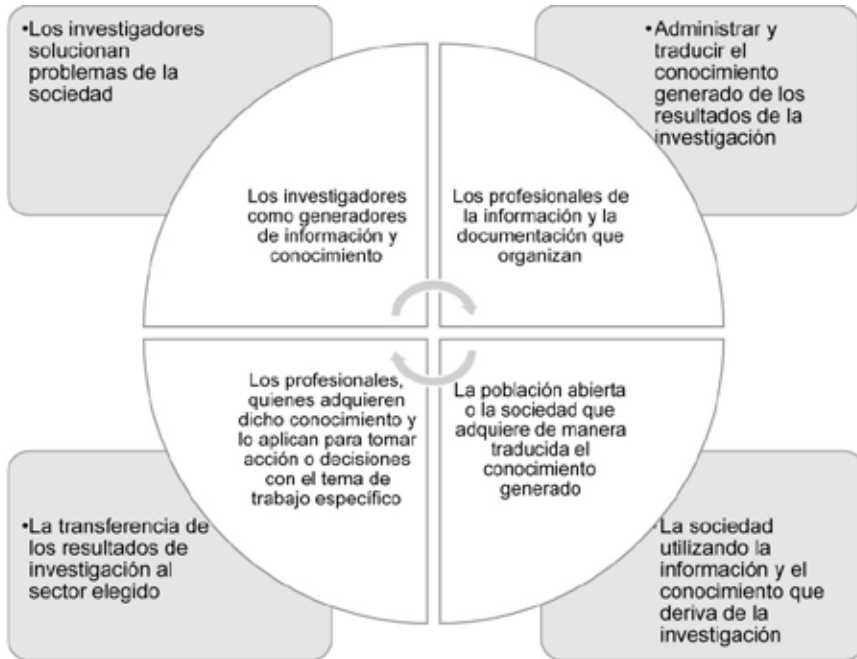 •Los investigadores
solucionan
problemas de la
sociedad
•Administrar y
traducir el
conocimiento
generado de los
resultados de la
investigación
Los investigadores
como generadores
de información y
conocimiento
Los profesionales de
la información y la
documentación que
organizan
Los profesionales,
quienes adquieren
dicho conocimiento y
lo aplican para tomar
acción o decisiones
con el tema de
trabajo específico
La población abierta
o la sociedad que
adquiere de manera
traducida el
conocimiento
generado
•La transferencia de
los resultados de
investigación al
sector elegido
•La sociedad
utilizando la
información y el
conocimiento que
deriva de la
investigación